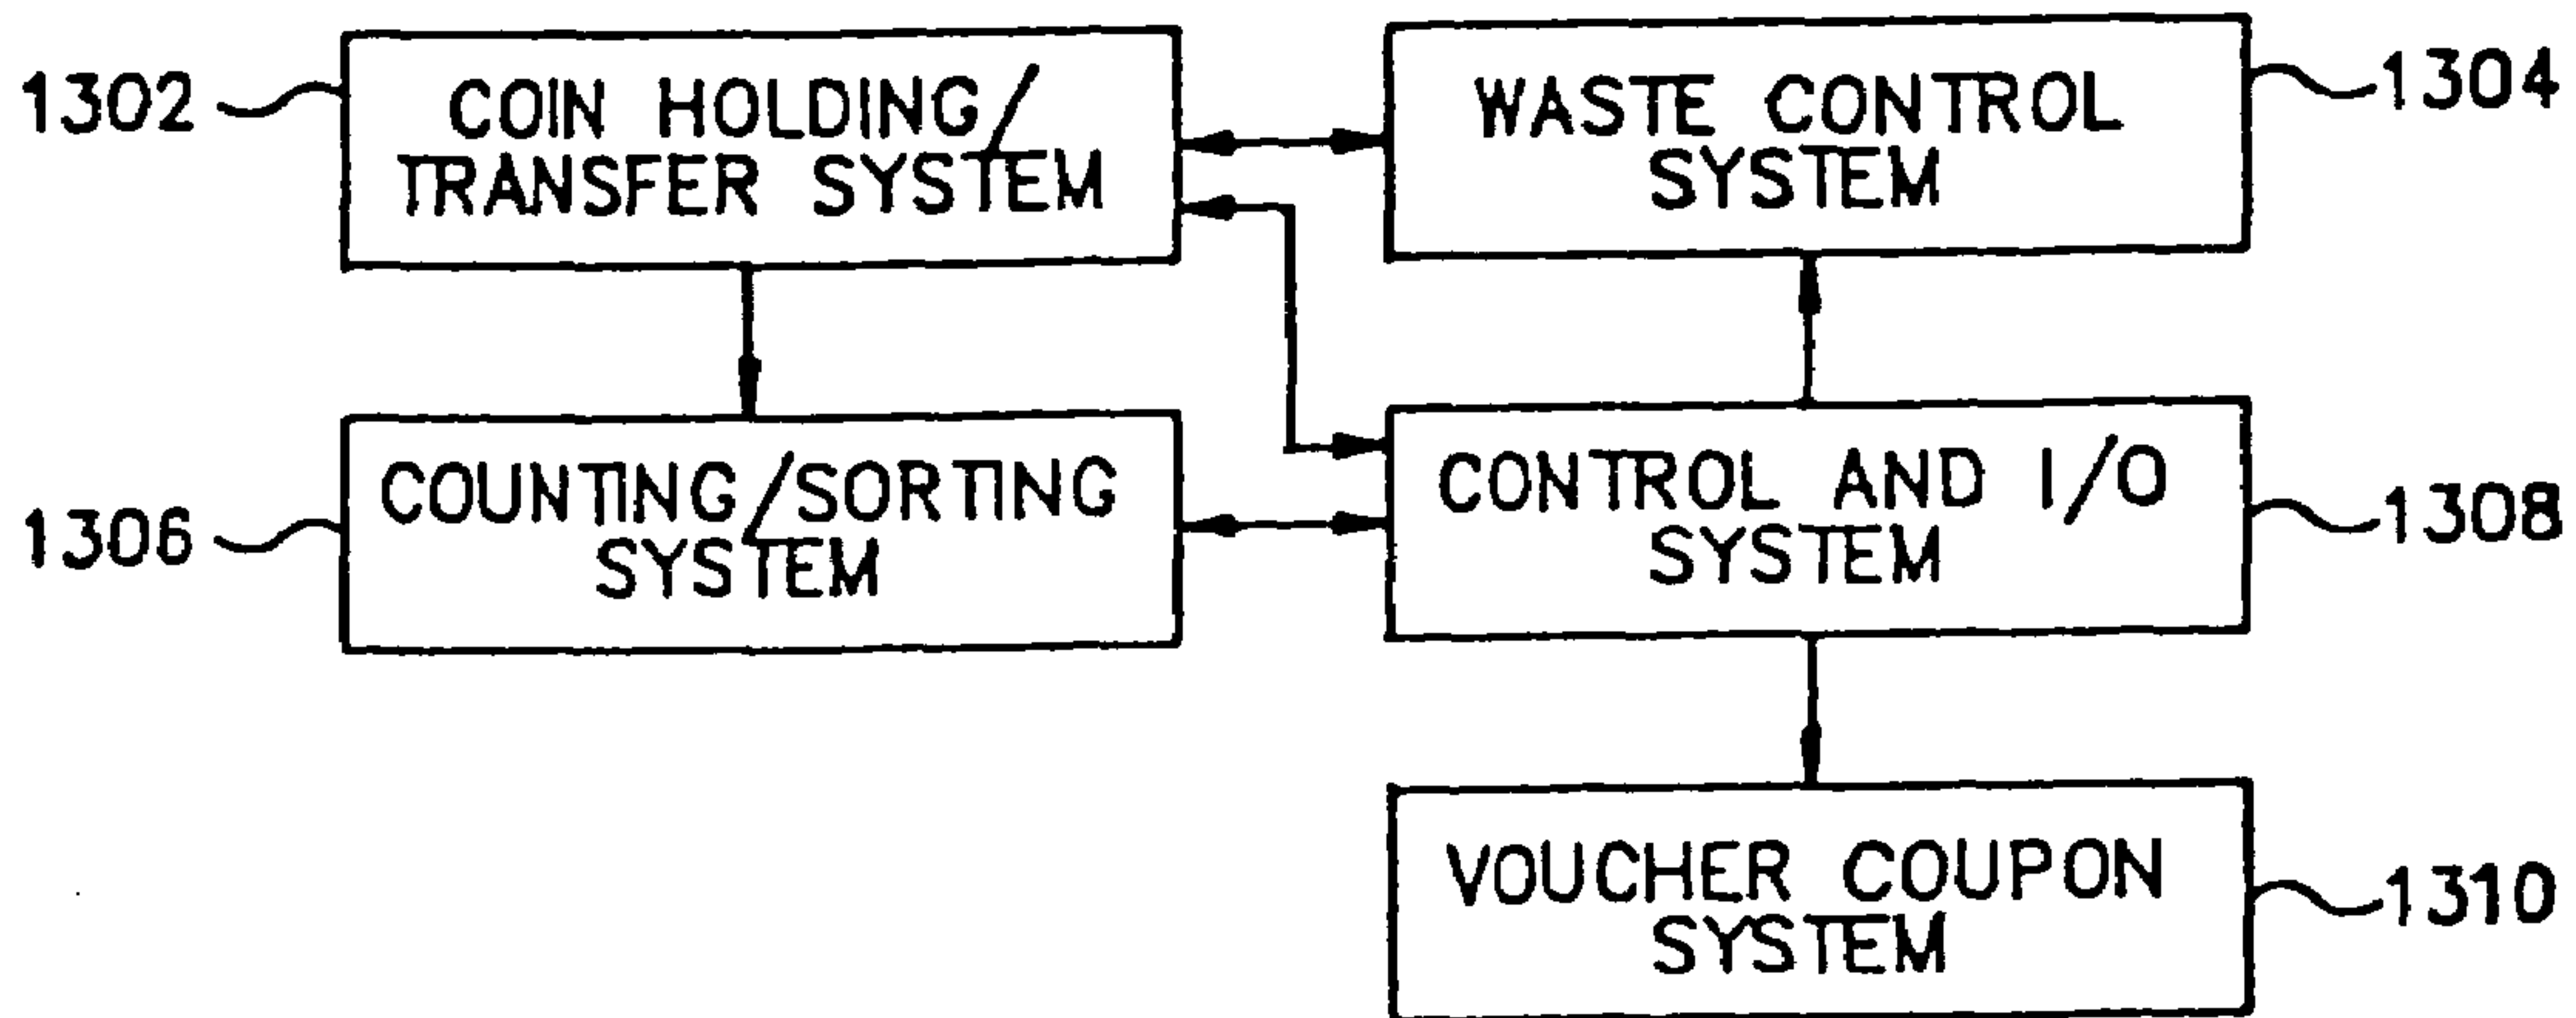 1302
COIN HOLDING/
TRANSFER SYSTEM
WASTE CONTROL
SYSTEM
1304
1306
COUNTING/SORTING
SYSTEM
CONTROL AND I/O
SYSTEM
1308
VOUCHER COUPON
SYSTEM
1310